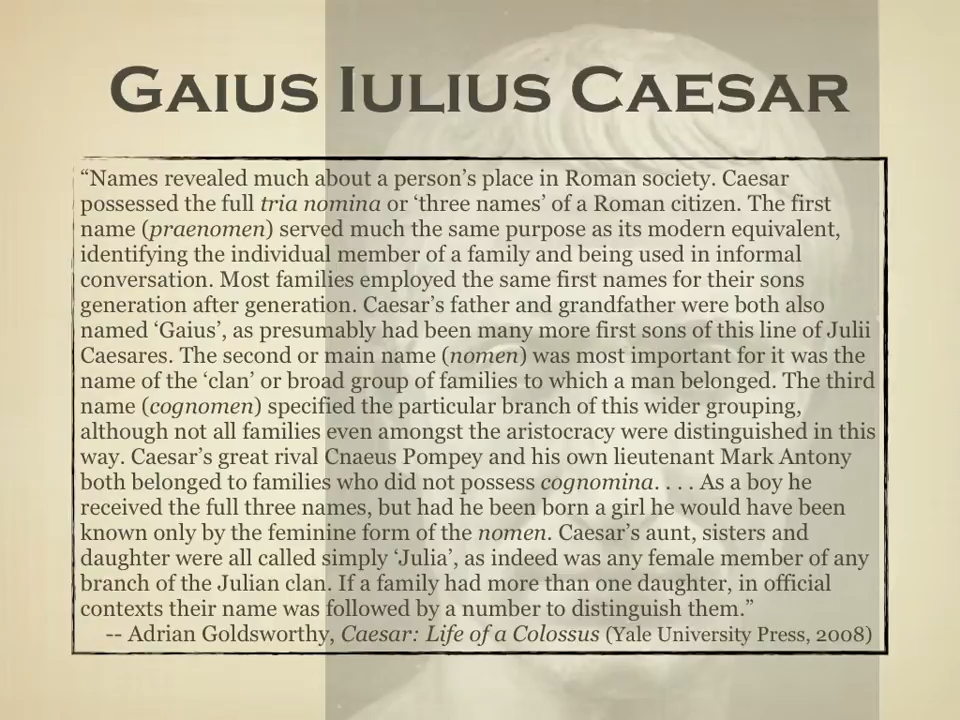 GAIUS IULIUS CAESAR
“Names revealed much about a person’s place in Roman society. Caesar
possessed the full tria nomina or ‘three names’ of a Roman citizen. The first
name (praenomen) served much the same purpose as its modern equivalent,
identifying the individual member of a family and being used in informal
conversation. Most families employed the same first names for their sons
generation after generation. Caesar’s father and grandfather were both also
named ‘Gaius’, as presumably had been many more first sons of this line of Julii
Caesares. The second or main name (nomen) was most important for it was the
name of the ‘clan’ or broad group of families to which a man belonged. The third
name (cognomen) specified the particular branch of this wider grouping,
although not all families even amongst the aristocracy were distinguished in this
way. Caesar’s great rival Cnaeus Pompey and his own lieutenant Mark Antony
both belonged to families who did not possess cognomina. . . . As a boy he
received the full three names, but had he been born a girl he would have been
known only by the feminine form of the nomen. Caesar’s aunt, sisters and
daughter were all called simply ‘Julia’, as indeed was any female member of any
branch of the Julian clan. If a family had more than one daughter, in official
contexts their name was followed by a number to distinguish them.”
-- Adrian Goldsworthy, Caesar: Life of a Colossus (Yale University Press, 2008)